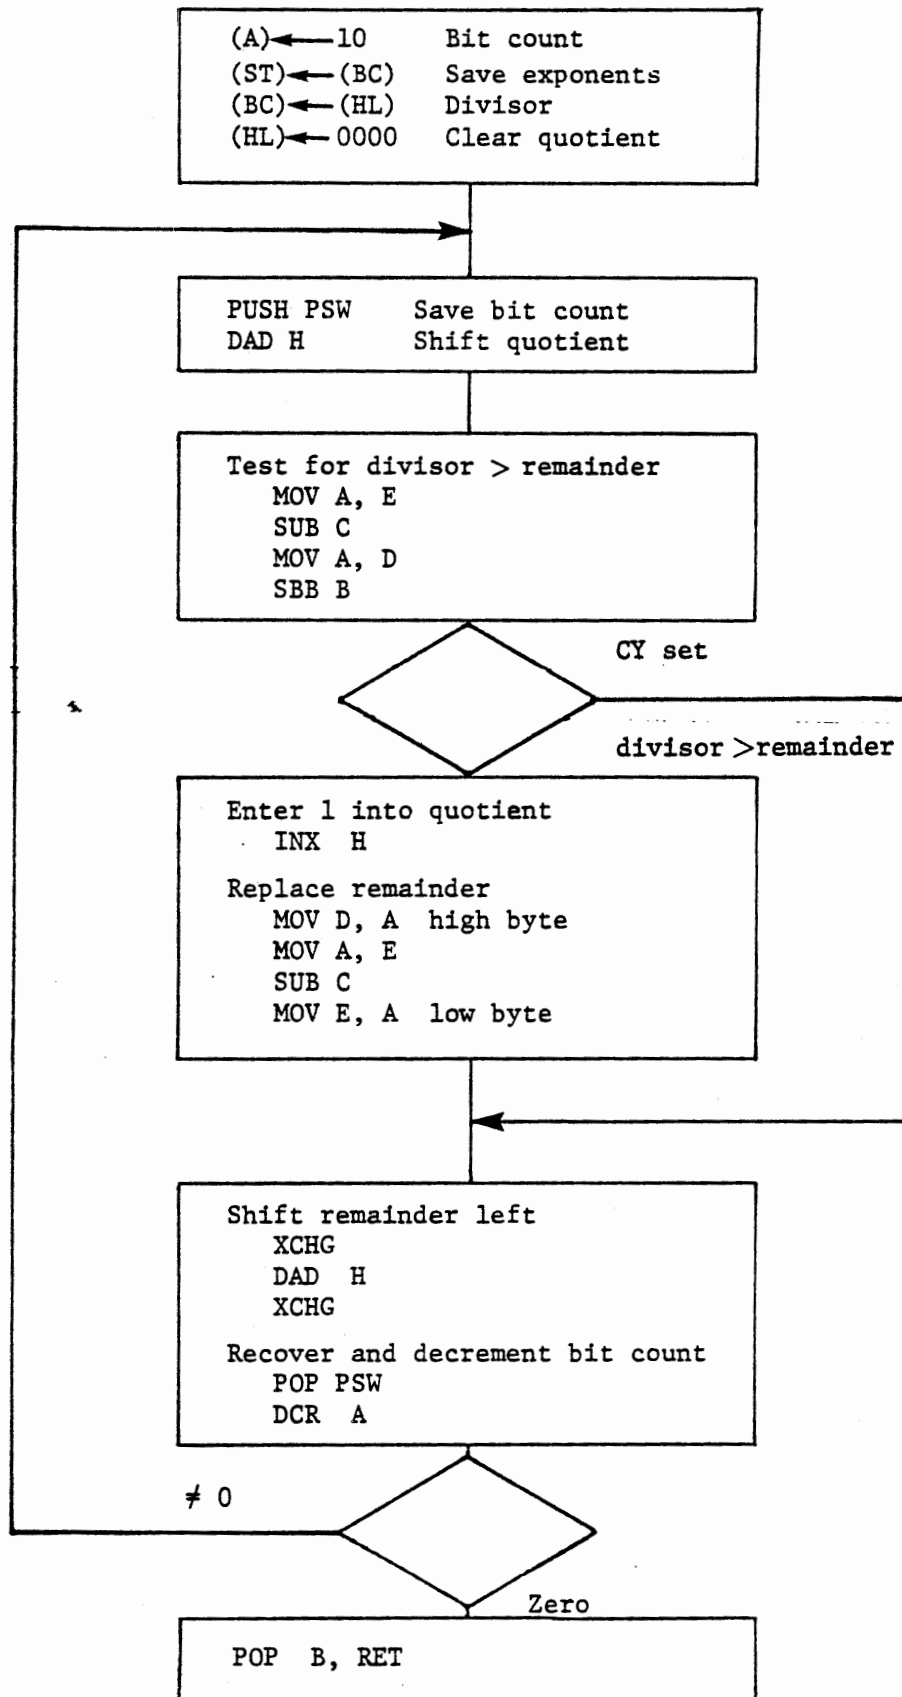 (A)←10 Bit count
(ST)←(BC) Save exponents
(BC)←(HL) Divisor
(HL)←0000 Clear quotient
PUSH PSW Save bit count
DAD H Shift quotient
Test for divisor > remainder
MOV A, E
SUB C
MOV A, D
SBB B
CY set
divisor >remainder
Enter 1 into quotient
INX H
Replace remainder
MOV D, A high byte
MOV A, E
SUB C
MOV E, A low byte
Shift remainder left
XCHG
DAD H
XCHG
Recover and decrement bit count
POP PSW
DCR A
≠ 0
Zero
POP B, RET